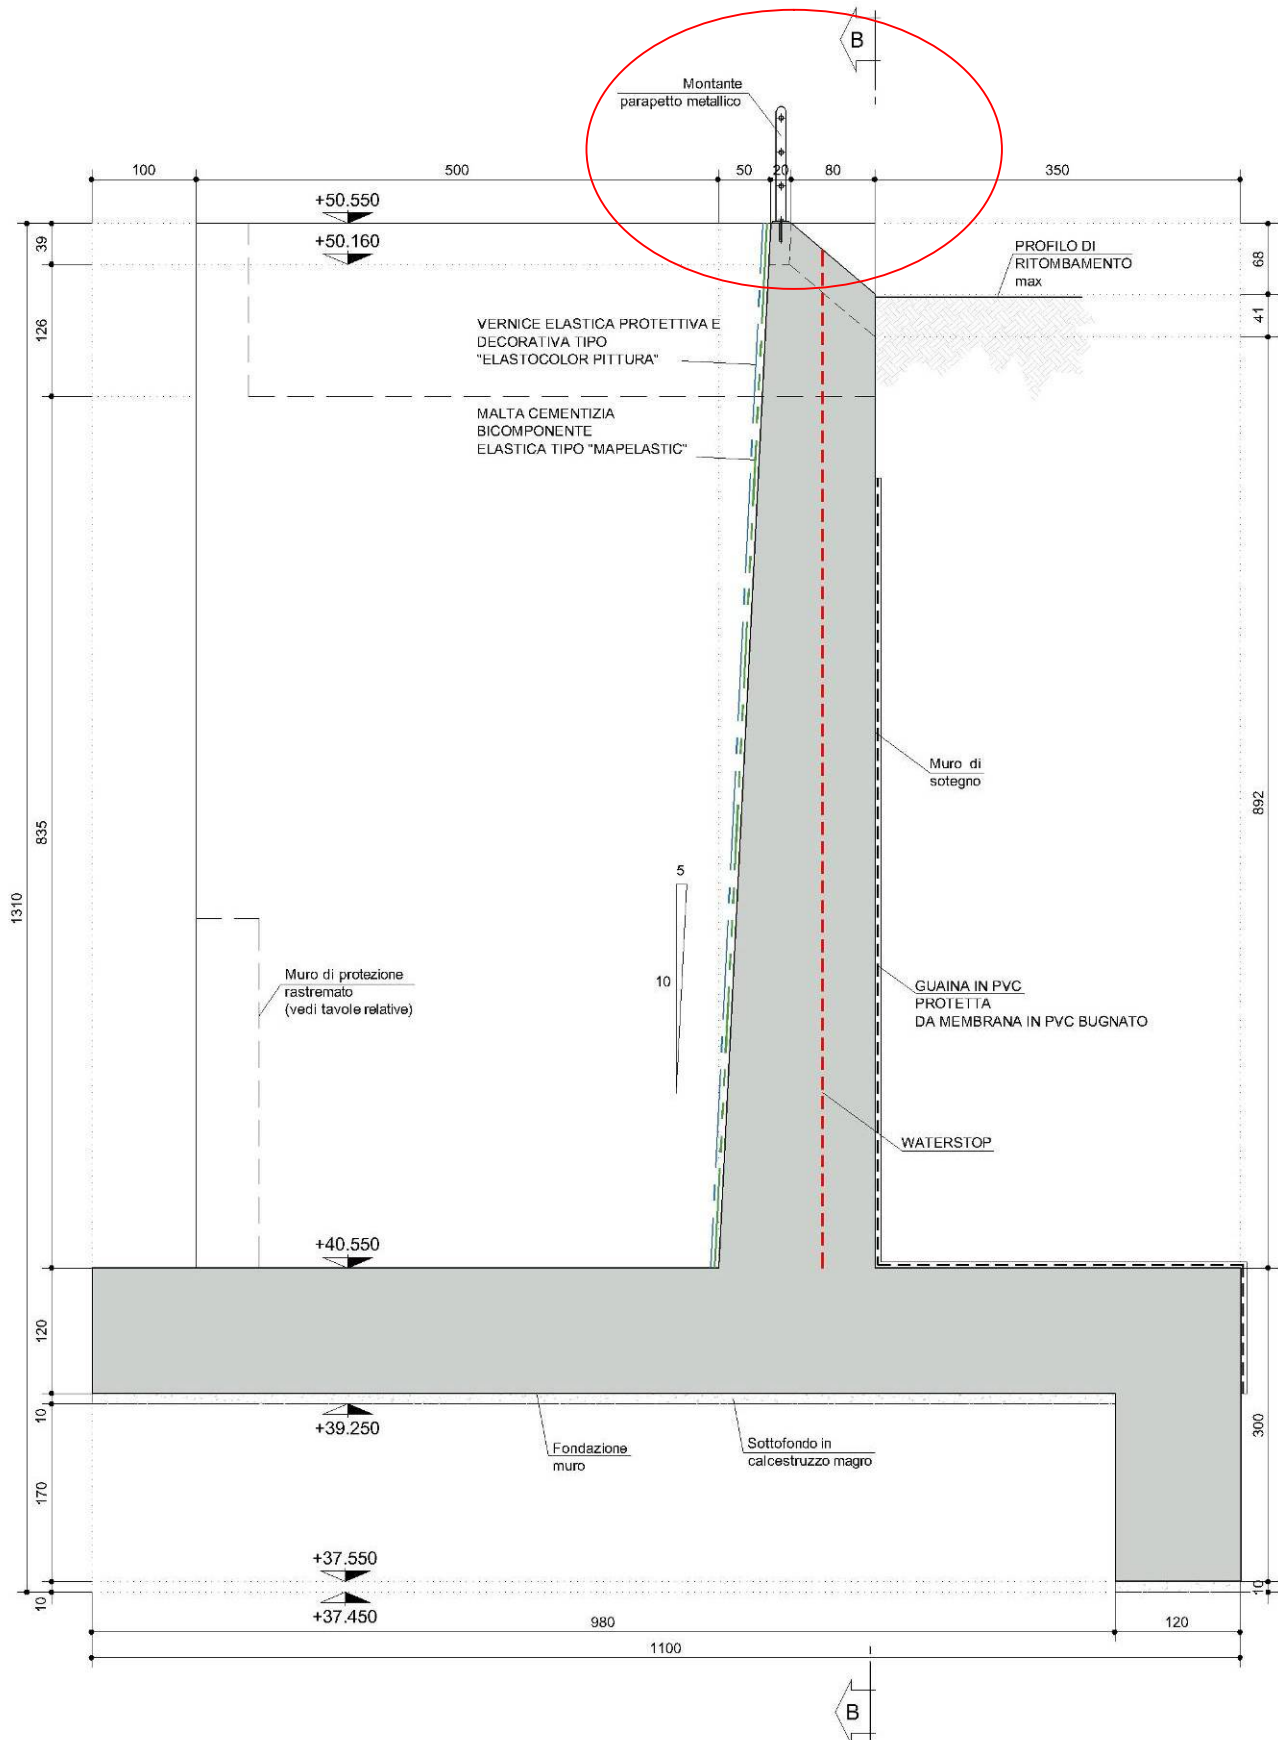 B
Montante
parapetto metallico
100
500
50
20
80
350
+50.550
+50.160
39
126
835
1310
120
10
170
10
68
41
892
300
10
PROFILO DI
RITOMBAMENTO
max
VERNICE ELASTICA PROTETTIVA E
DECORATIVA TIPO
"ELASTOCOLOR PITTURA"
MALTA CEMENTIZIA
BICOMPONENTE
ELASTICA TIPO "MAPELASTIC"
Muro di
sotegno
5
10
Muro di protezione
rastremato
(vedi tavole relative)
GUAINA IN PVC
PROTETTA
DA MEMBRANA IN PVC BUGNATO
WATERSTOP
+40.550
+39.250
Fondazione
muro
Sottofondo in
calcestruzzo magro
+37.550
+37.450
980
120
1100
B